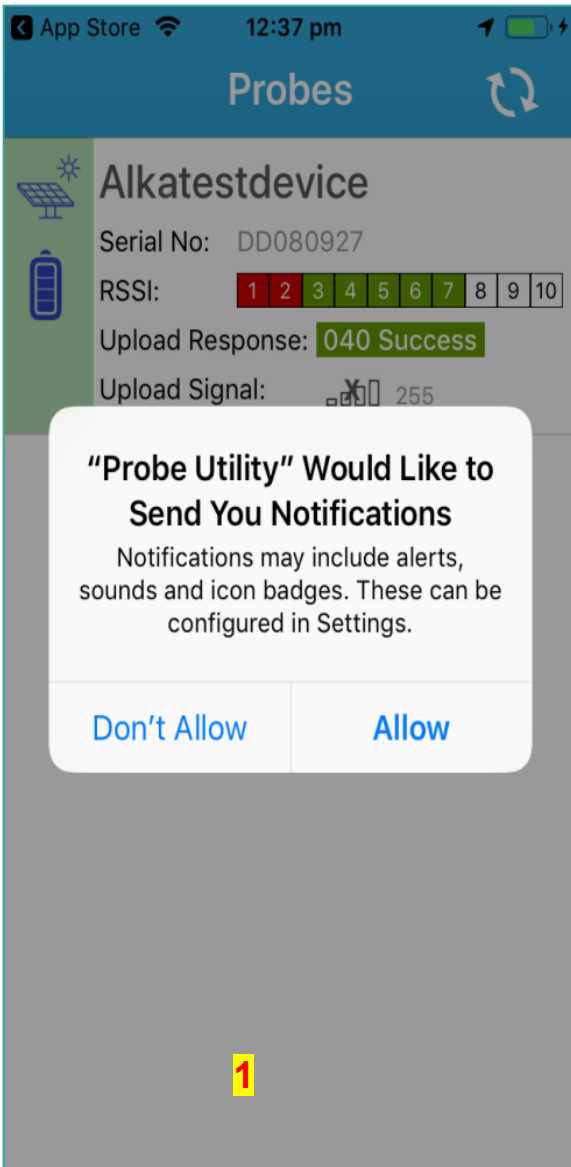 App Store 12:37 pm
Probes
Alkatestdevice
Serial No: DD080927
RSSI: 1 2 3 4 5 6 7 8 9 10
Upload Response: 040 Success
Upload Signal: 255
“Probe Utility” Would Like to
Send You Notifications
Notifications may include alerts,
sounds and icon badges. These can be
configured in Settings.
Don’t Allow Allow
1